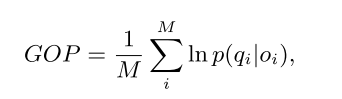 GOP = \frac{1}{M} \sum_{i}^{M} \ln p(q_i|o_i),